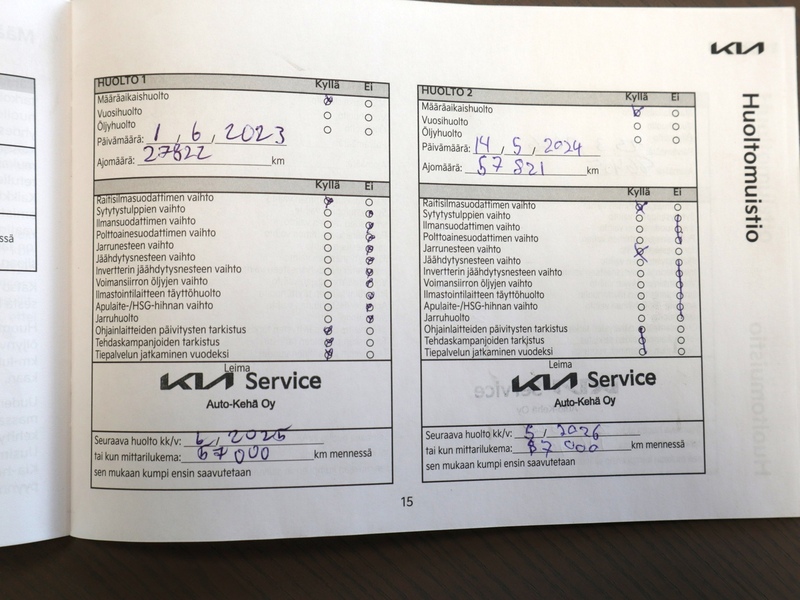 KIA
Huoltomuistio
HUOLTO 1
Kyllä Ei
Määräaikaishuolto
Vuosihuolto
Öljyhuolto
Päivämäärä: 1, 6, 2023
Ajomäärä: 27822 km
Kyllä Ei
Raitisilmasuodattimen vaihto
Sytytystulppien vaihto
Ilmansuodattimen vaihto
Polttoainesuodattimen vaihto
Jarrunesteen vaihto
Jäähdytysnesteen vaihto
Invertterin jäähdytysnesteen vaihto
Voimansiirron öljyjen vaihto
Ilmastointilaitteen täyttöhuolto
Apulaite-/HSG-hihnan vaihto
Jarruhuolto
Ohjainlaitteiden päivitysten tarkistus
Tehdaskampanjoiden tarkistus
Tiepalvelun jatkaminen vuodeksi
Leima
KIA Service
Auto-Kehä Oy
Seuraava huolto kk/v: 6, 2025
tai kun mittarilukema: 67000 km mennessä
sen mukaan kumpi ensin saavutetaan
HUOLTO 2
Kyllä Ei
Määräaikaishuolto
Vuosihuolto
Öljyhuolto
Päivämäärä: 14, 5, 2024
Ajomäärä: 57 821 km
Kyllä Ei
Raitisilmasuodattimen vaihto
Sytytystulppien vaihto
Ilmansuodattimen vaihto
Polttoainesuodattimen vaihto
Jarrunesteen vaihto
Jäähdytysnesteen vaihto
Invertterin jäähdytysnesteen vaihto
Voimansiirron öljyjen vaihto
Ilmastointilaitteen täyttöhuolto
Apulaite-/HSG-hihnan vaihto
Jarruhuolto
Ohjainlaitteiden päivitysten tarkistus
Tehdaskampanjoiden tarkistus
Tiepalvelun jatkaminen vuodeksi
Leima
KIA Service
Auto-Kehä Oy
Seuraava huolto kk/v: 5, 2026
tai kun mittarilukema: 87 000 km mennessä
sen mukaan kumpi ensin saavutetaan
15